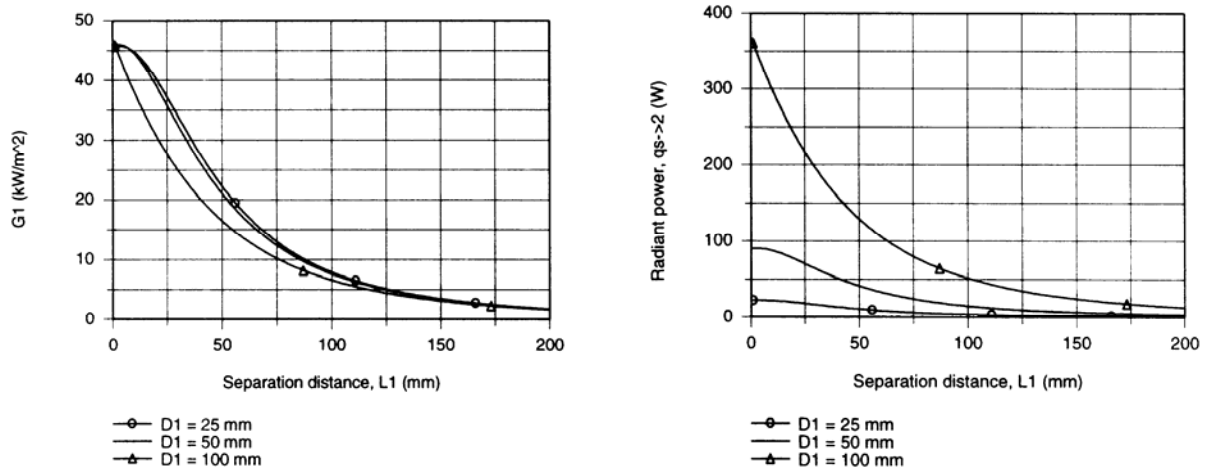 50
40
30
20
10
0
G1 (kW/m^2)
0 50 100 150 200
Separation distance, L1 (mm)
D1 = 25 mm
D1 = 50 mm
D1 = 100 mm
400
350
300
200
100
0
Radiant power, qs->2 (W)
0 50 100 150 200
Separation distance, L1 (mm)
D1 = 25 mm
D1 = 50 mm
D1 = 100 mm